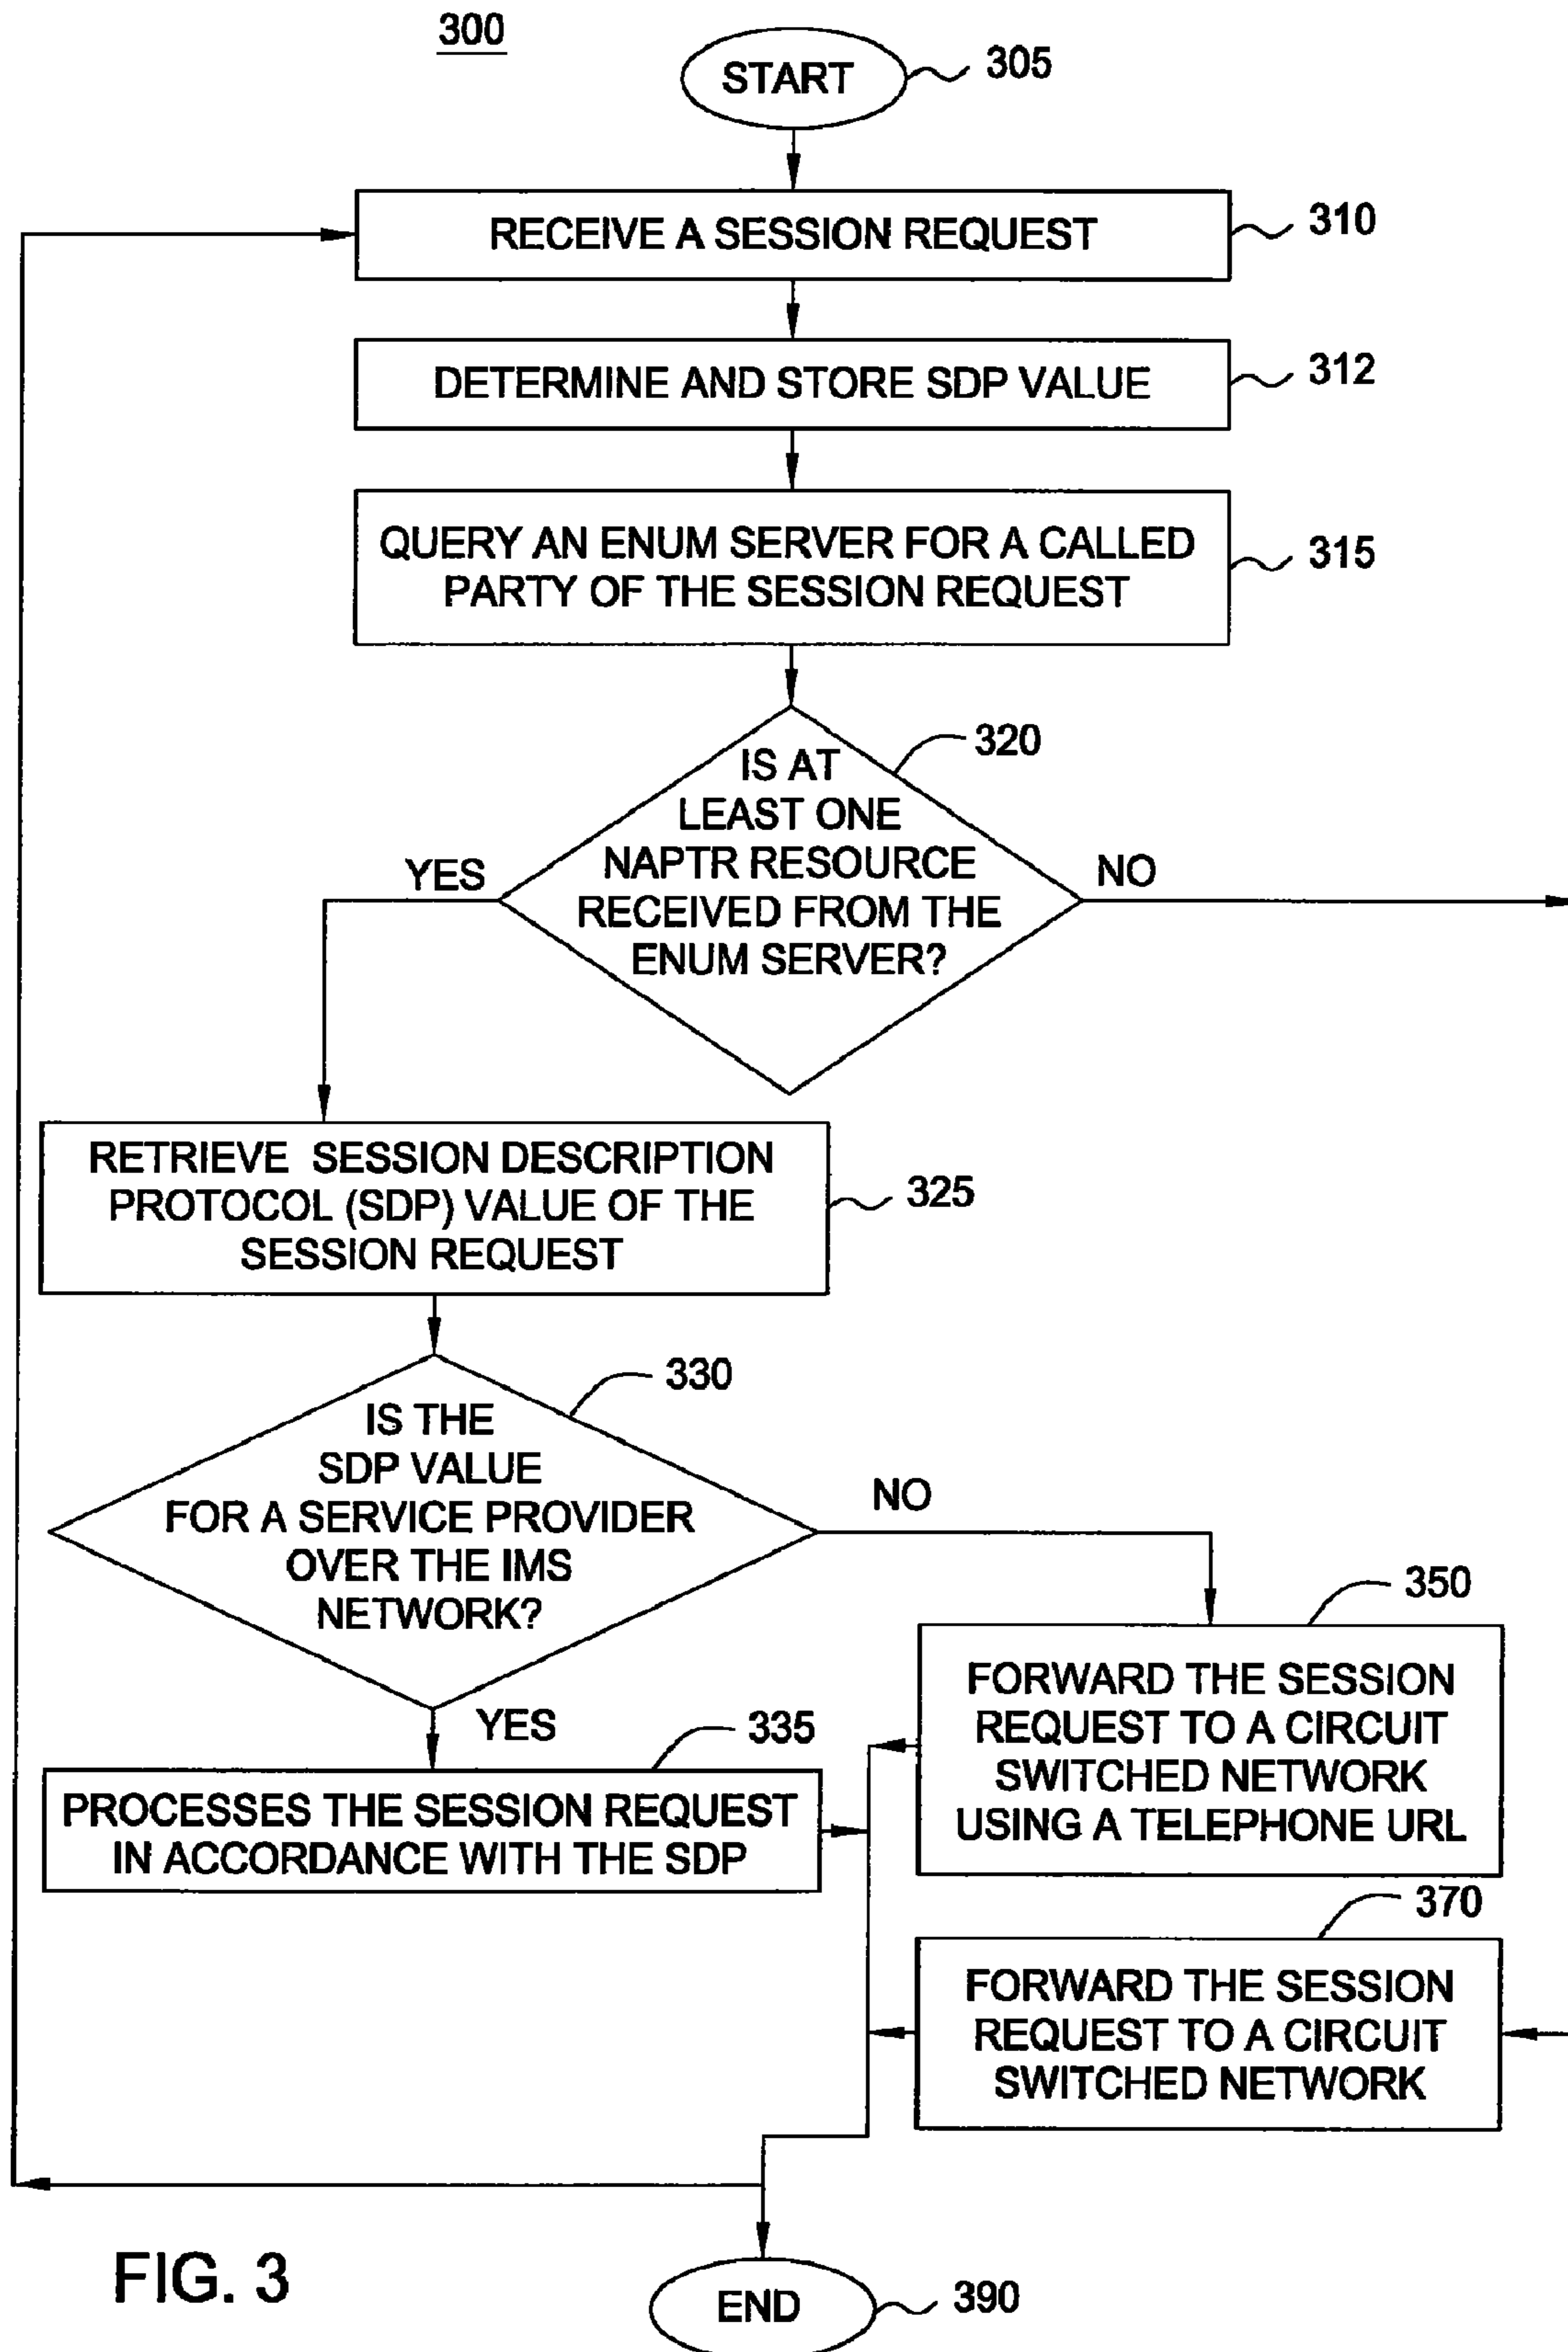 300
START
305
RECEIVE A SESSION REQUEST
310
DETERMINE AND STORE SDP VALUE
312
QUERY AN ENUM SERVER FOR A CALLED
PARTY OF THE SESSION REQUEST
315
320
IS AT
LEAST ONE
NAPTR RESOURCE
RECEIVED FROM THE
ENUM SERVER?
YES
NO
RETRIEVE SESSION DESCRIPTION
PROTOCOL (SDP) VALUE OF THE
SESSION REQUEST
325
330
IS THE
SDP VALUE
FOR A SERVICE PROVIDER
OVER THE IMS
NETWORK?
NO
YES
335
PROCESSES THE SESSION REQUEST
IN ACCORDANCE WITH THE SDP
350
FORWARD THE SESSION
REQUEST TO A CIRCUIT
SWITCHED NETWORK
USING A TELEPHONE URL
370
FORWARD THE SESSION
REQUEST TO A CIRCUIT
SWITCHED NETWORK
FIG. 3
END
390